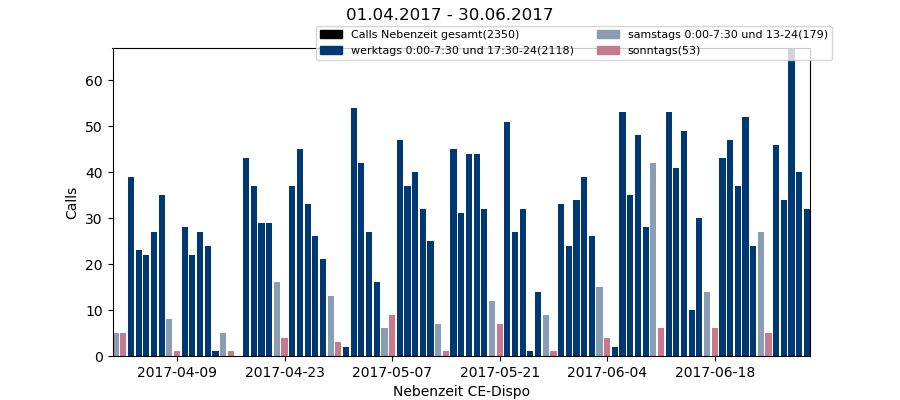 01.04.2017 - 30.06.2017
Calls Nebenzeit gesamt(2350)
werktags 0:00-7:30 und 17:30-24(2118)
samstags 0:00-7:30 und 13-24(179)
sonntags(53)
60
50
40
30
20
10
0
Calls
2017-04-09 2017-04-23 2017-05-07 2017-05-21 2017-06-04 2017-06-18
Nebenzeit CE-Dispo